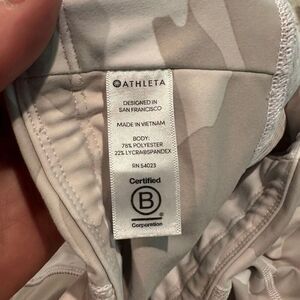 ATHLETA
DESIGNED IN
SAN FRANCISCO
MADE IN VIETNAM
BODY:
78% POLYESTER
22% LYCRA®SPANDEX
RN 54023
Certified
B
Corporation